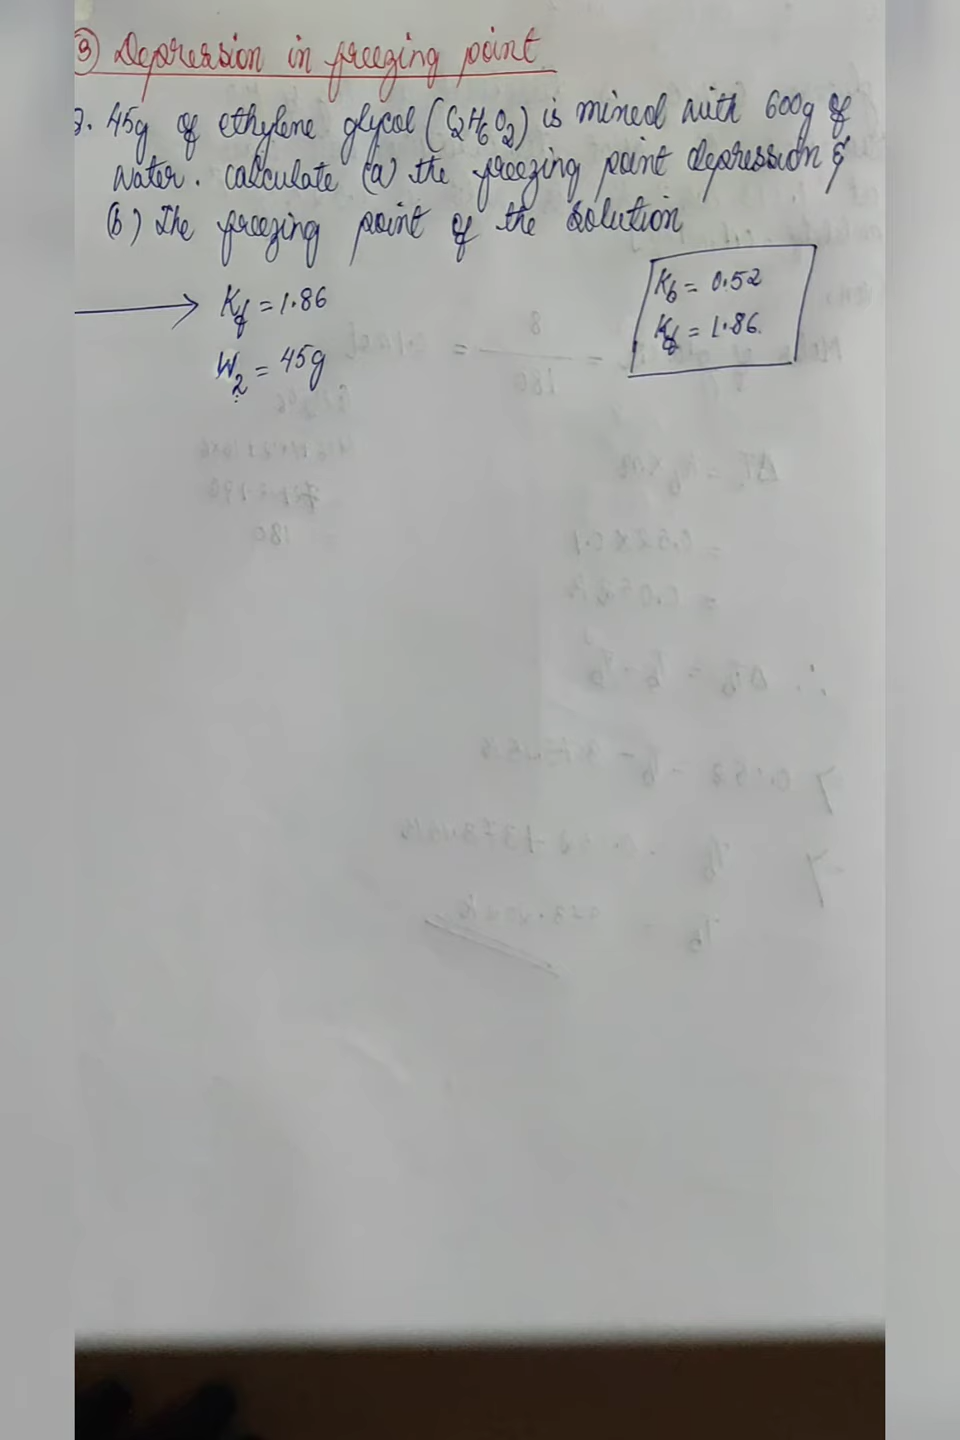 ③ Depression in freezing point
45g of ethylene glycol (C₂H₆O₂) is mixed with 600g of
water. calculate (a) the freezing point depression &
(b) The freezing point of the solution
→ Kf = 1.86
W₂ = 45g
Kb = 0.52
Kf = 1.86.